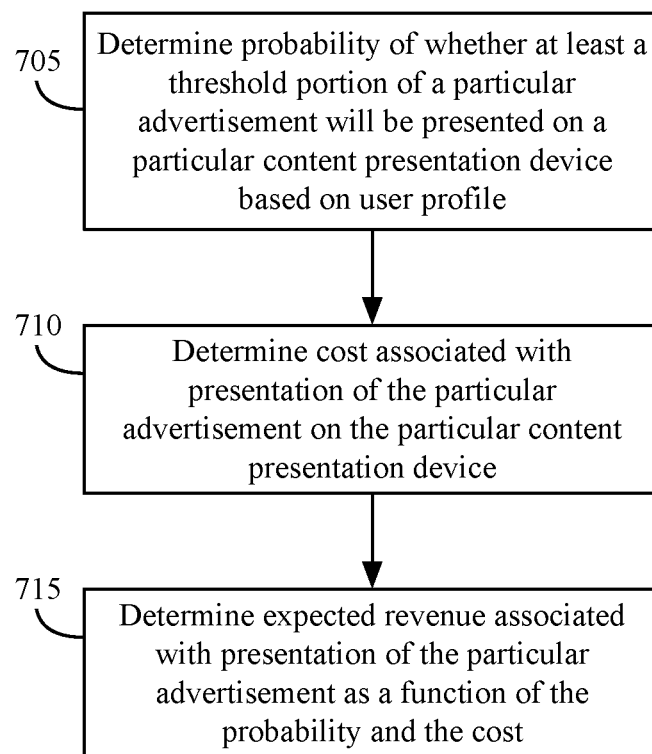 705
Determine probability of whether at least a
threshold portion of a particular
advertisement will be presented on a
particular content presentation device
based on user profile
710
Determine cost associated with
presentation of the particular
advertisement on the particular content
presentation device
715
Determine expected revenue associated
with presentation of the particular
advertisement as a function of the
probability and the cost